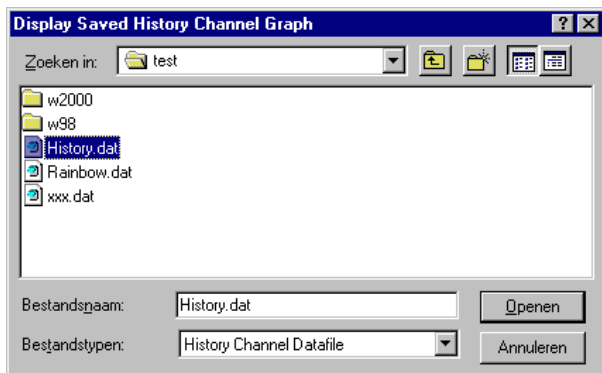 Display Saved History Channel Graph
Zoeken in: test
w2000
w98
History.dat
Rainbow.dat
xxx.dat
Bestandsnaam: History.dat Openen
Bestandstypen: History Channel Datafile Annuleren